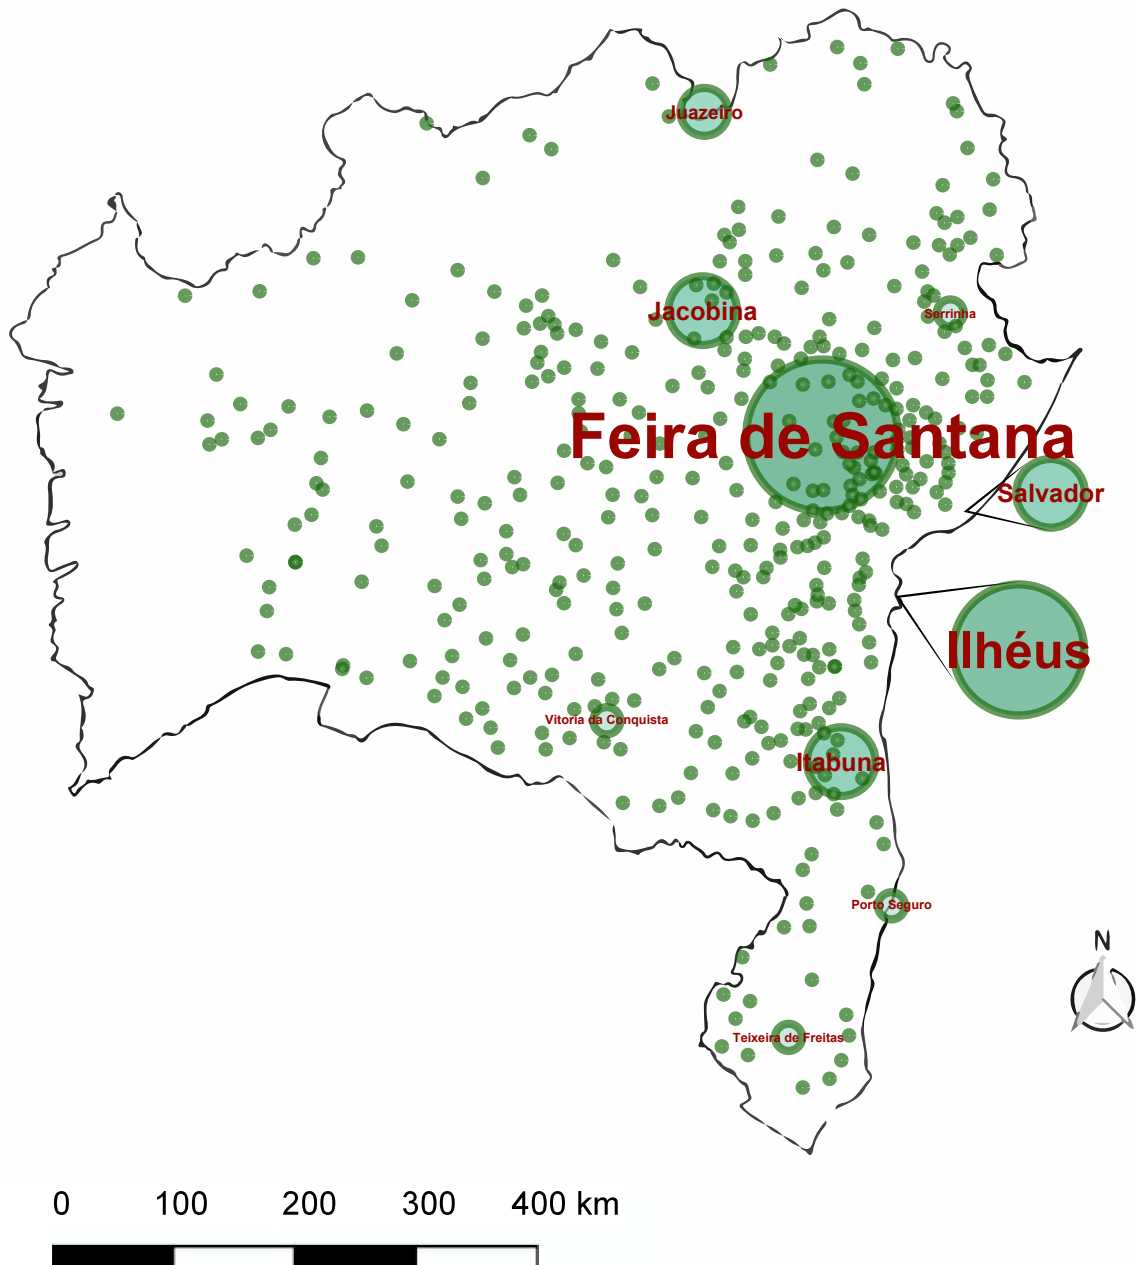 Juazeiro
Jacobina
Serrinha
Feira de Santana
Salvador
Ilhéus
Vitoria da Conquista
Itabuna
Porto Seguro
N
Teixeira de Freitas
0 100 200 300 400 km